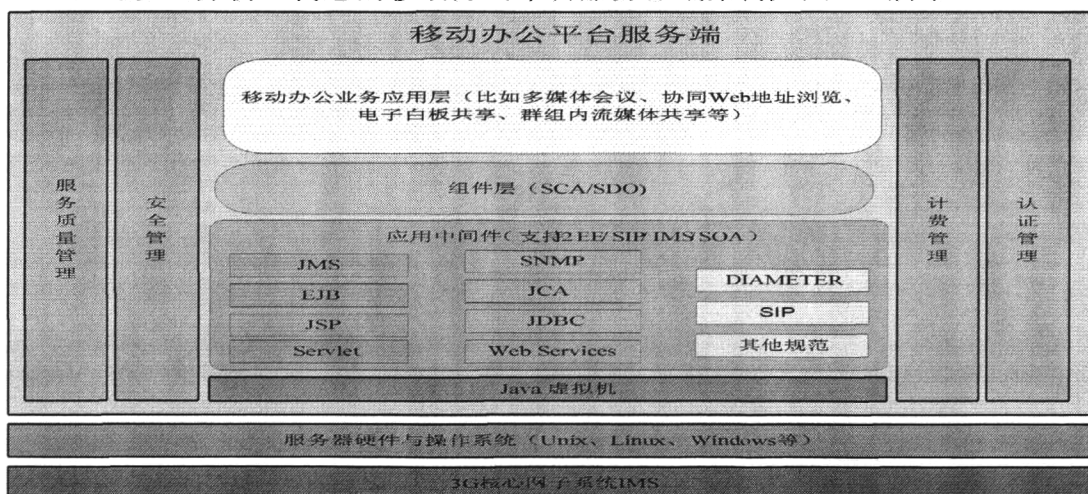 移动办公平台服务端
移动办公业务应用层（比如多媒体会议、协同Web地址浏览、
电子白板共享、群组内流媒体共享等）
服务质量管理
安全管理
组件层（SCA/SDO)
计费管理
认证管理
应用中间件（支持2EE/SIP/IMS/SOA）
JMS
SNMP
DIAMETER
EJB
JCA
SIP
JSP
JDBC
其他规范
Servlet
Web Services
Java 虚拟机
服务器硬件与操作系统（Unix、Linux、Windows等）
3G核心网子系统IMS